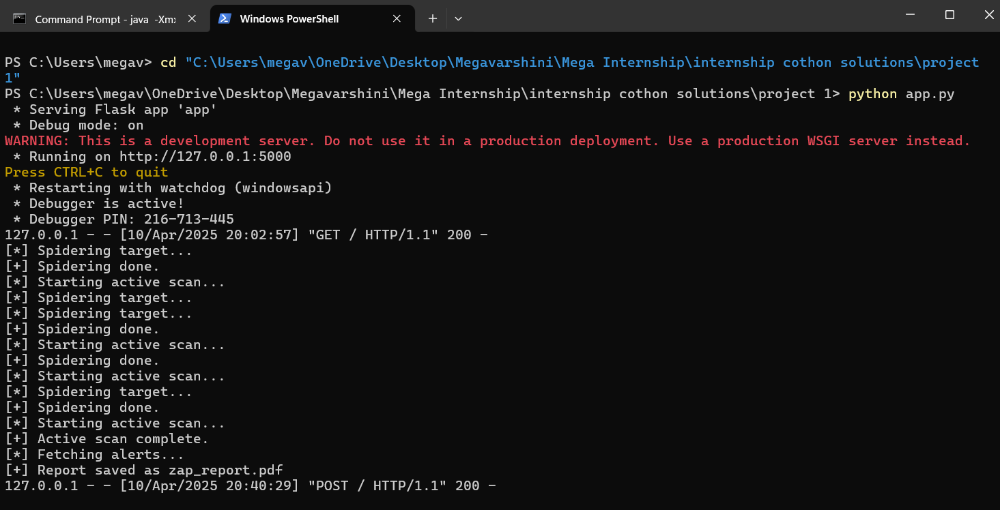 Command Prompt - java  -Xmx
Windows PowerShell
PS C:\Users\megav> cd "C:\Users\megav\OneDrive\Desktop\Megavarshini\Mega Internship\internship cothon solutions\project
1"
PS C:\Users\megav\OneDrive\Desktop\Megavarshini\Mega Internship\internship cothon solutions\project 1> python app.py
 * Serving Flask app 'app'
 * Debug mode: on
WARNING: This is a development server. Do not use it in a production deployment. Use a production WSGI server instead.
 * Running on http://127.0.0.1:5000
Press CTRL+C to quit
 * Restarting with watchdog (windowsapi)
 * Debugger is active!
 * Debugger PIN: 216-713-445
127.0.0.1 - - [10/Apr/2025 20:02:57] "GET / HTTP/1.1" 200 -
[*] Spidering target...
[+] Spidering done.
[*] Starting active scan...
[*] Spidering target...
[*] Spidering target...
[+] Spidering done.
[*] Starting active scan...
[+] Spidering done.
[*] Starting active scan...
[*] Spidering target...
[+] Spidering done.
[*] Starting active scan...
[+] Active scan complete.
[*] Fetching alerts...
[+] Report saved as zap_report.pdf
127.0.0.1 - - [10/Apr/2025 20:40:29] "POST / HTTP/1.1" 200 -